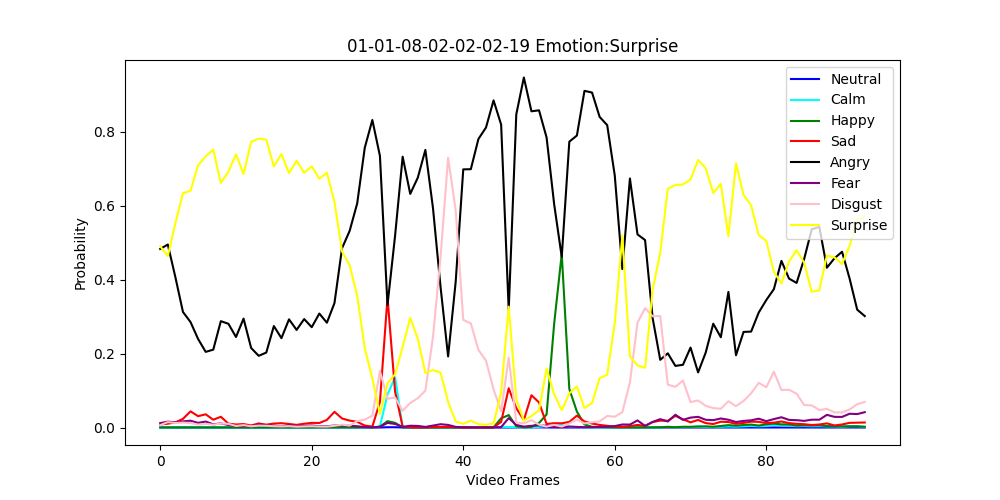 01-01-08-02-02-02-19 Emotion:Surprise
Neutral
Calm
Happy
Sad
Angry
Fear
Disgust
Surprise
Probability
0.8
0.6
0.4
0.2
0.0
0 20 40 60 80
Video Frames